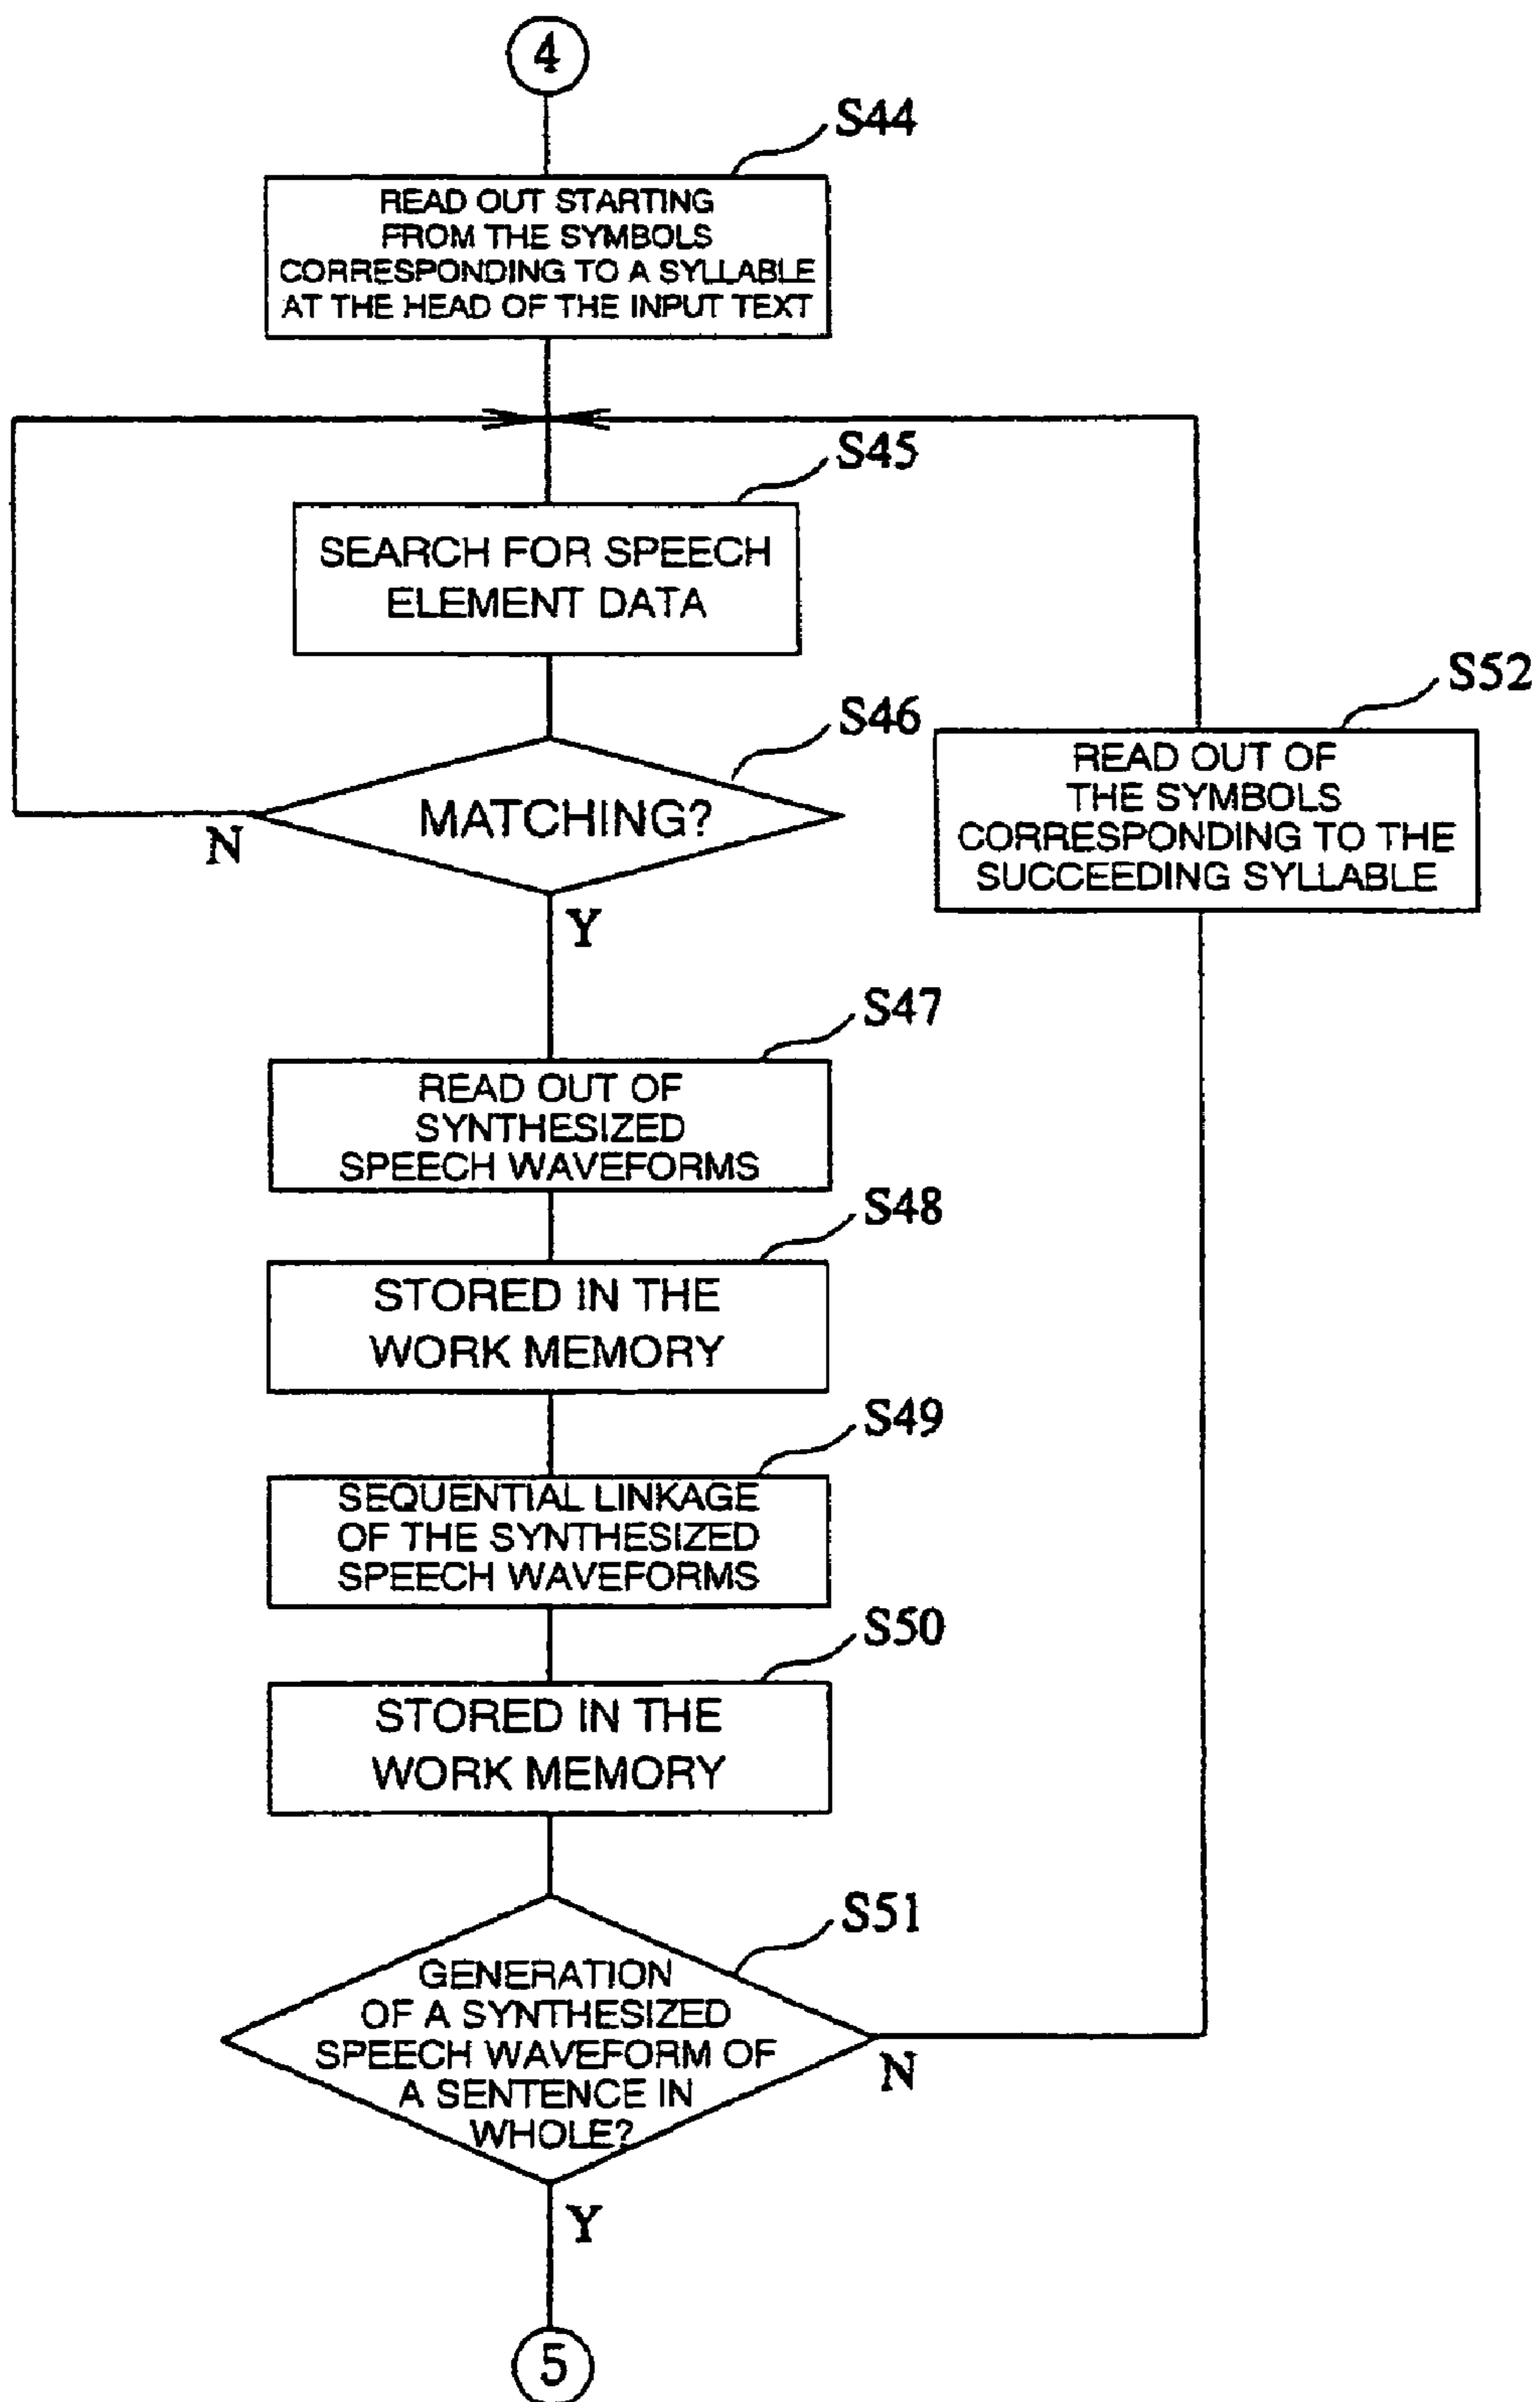 4
S44
READ OUT STARTING
FROM THE SYMBOLS
CORRESPONDING TO A SYLLABLE
AT THE HEAD OF THE INPUT TEXT
S45
SEARCH FOR SPEECH
ELEMENT DATA
S46
MATCHING?
N
Y
S52
READ OUT OF
THE SYMBOLS
CORRESPONDING TO THE
SUCCEEDING SYLLABLE
S47
READ OUT OF
SYNTHESIZED
SPEECH WAVEFORMS
S48
STORED IN THE
WORK MEMORY
S49
SEQUENTIAL LINKAGE
OF THE SYNTHESIZED
SPEECH WAVEFORMS
S50
STORED IN THE
WORK MEMORY
S51
GENERATION
OF A SYNTHESIZED
SPEECH WAVEFORM OF
A SENTENCE IN
WHOLE?
N
Y
5